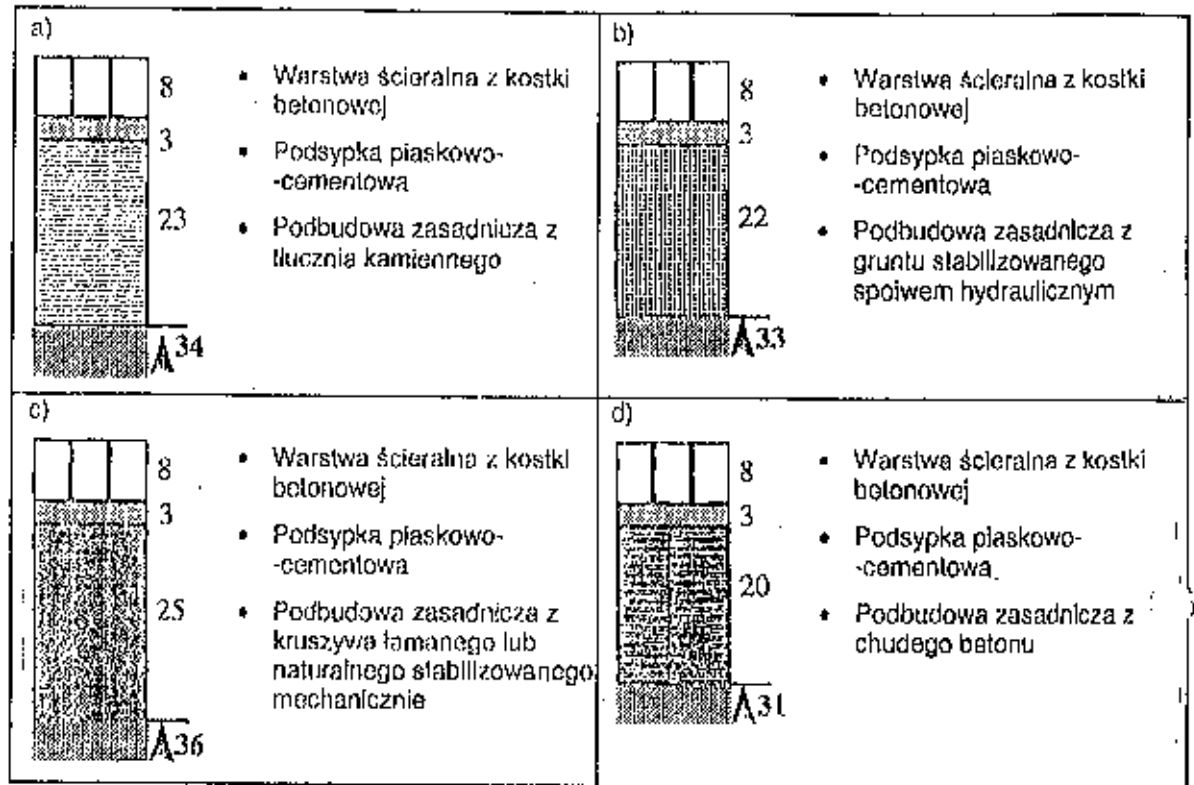 a)
8
3
23
34
• Warstwa ścieralna z kostki
betonowej
• Podsypka piaskowo-
-cementowa
• Podbudowa zasadnicza z
tłucznia kamiennego
b)
8
3
22
33
• Warstwa ścieralna z kostki
betonowej
• Podsypka piaskowo-
-cementowa
• Podbudowa zasadnicza z
gruntu stabilizowanego
spoiwem hydraulicznym
c)
8
3
25
36
• Warstwa ścieralna z kostki
betonowej
• Podsypka piaskowo-
-cementowa
• Podbudowa zasadnicza z
kruszywa łamanego lub
naturalnego stabilizowanego
mechanicznie
d)
8
3
20
31
• Warstwa ścieralna z kostki
betonowej
• Podsypka piaskowo-
-cementowa
• Podbudowa zasadnicza z
chudego betonu